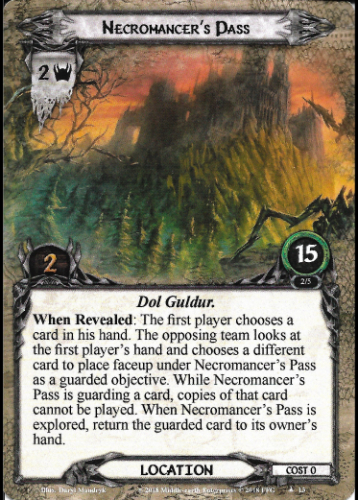 Necromancer's Pass
2
15
2/5
2
Dol Guldur.
When Revealed: The first player chooses a
card in his hand. The opposing team looks at
the first player's hand and chooses a different
card to place faceup under Necromancer's Pass
as a guarded objective. While Necromancer's
Pass is guarding a card, copies of that card
cannot be played. When Necromancer's Pass is
explored, return the guarded card to its owner's
hand.
LOCATION
COST 0